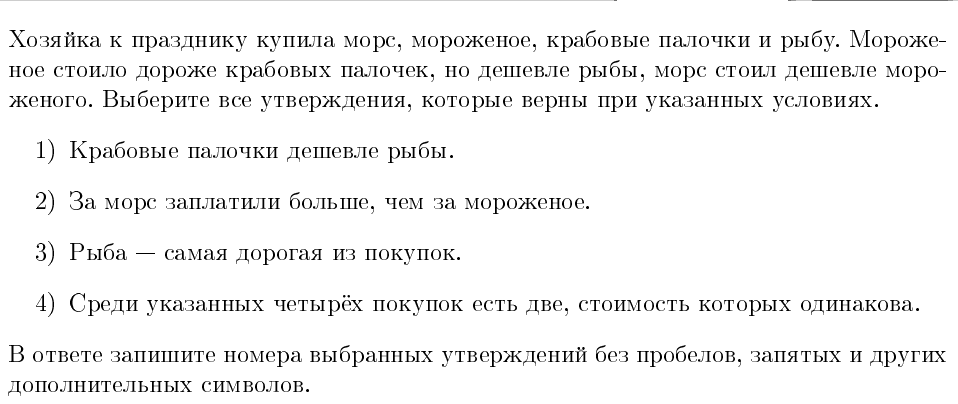 Хозяйка к празднику купила морс, мороженое, крабовые палочки и рыбу. Мороже-
ное стоило дороже крабовых палочек, но дешевле рыбы, морс стоил дешевле моро-
женого. Выберите все утверждения, которые верны при указанных условиях.
1) Крабовые палочки дешевле рыбы.
2) За морс заплатили больше, чем за мороженое.
3) Рыба — самая дорогая из покупок.
4) Среди указанных четырёх покупок есть две, стоимость которых одинакова.
В ответе запишите номера выбранных утверждений без пробелов, запятых и других
дополнительных символов.